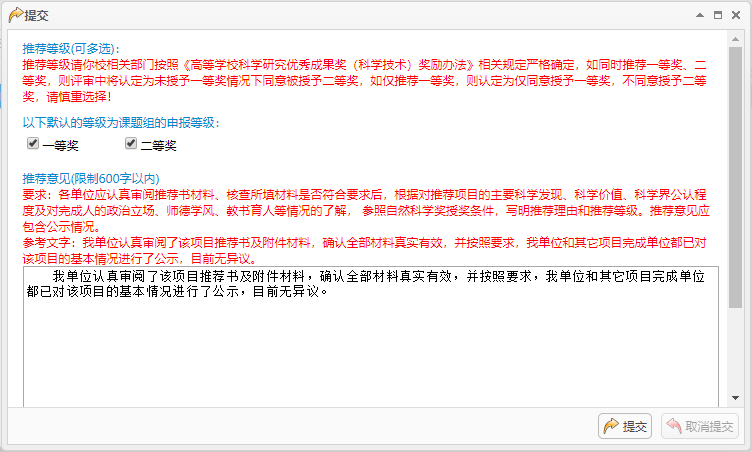 提交
推荐等级(可多选)：
推荐等级请你校相关部门按照《高等学校科学研究优秀成果奖（科学技术）奖励办法》相关规定严格确定，如同时推荐一等奖、二
等奖，则评审中将认定为未授予一等奖情况下同意被授予二等奖，如仅推荐一等奖，则认定为仅同意授予一等奖，不同意授予二等
奖，请慎重选择！
以下默认的等级为课题组的申报等级：
一等奖 二等奖
推荐意见(限制600字以内)
要求：各单位应认真审阅推荐书材料、核查所填材料是否符合要求后，根据对推荐项目的主要科学发现、科学价值、科学界公认程
度及对完成人的政治立场、师德学风、教书育人等情况的了解， 参照自然科学奖授奖条件，写明推荐理由和推荐等级。推荐意见应
包含公示情况。
参考文字：我单位认真审阅了该项目推荐书及附件材料，确认全部材料真实有效，并按照要求，我单位和其它项目完成单位都已对
该项目的基本情况进行了公示，目前无异议。
我单位认真审阅了该项目推荐书及附件材料，确认全部材料真实有效，并按照要求，我单位和其它项目完成单位
都已对该项目的基本情况进行了公示，目前无异议。
提交 取消提交